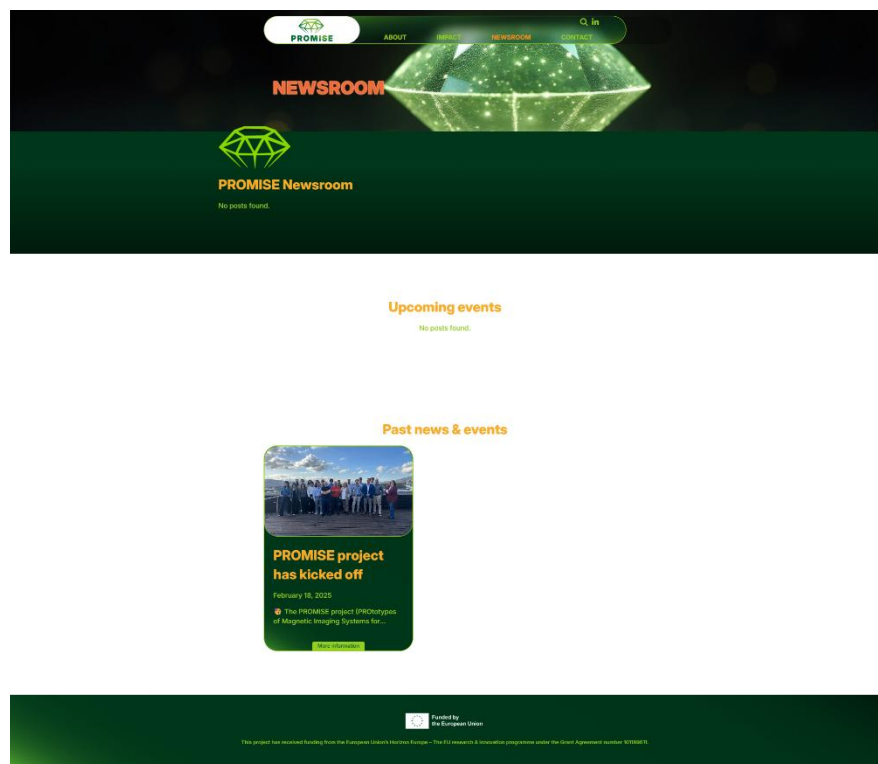 PROMISE
ABOUT
IMPACT
NEWSROOM
CONTACT
NEWSROOM
PROMISE Newsroom
No posts found.
Upcoming events
No posts found.
Past news & events
PROMISE project
has kicked off
February 18, 2025
The PROMISE project (PROtotypes
of Magnetic Imaging Systems for...
More Information
Funded by
the European Union
This project has received funding from the European Union's Horizon Europe – The EU research & innovation programme under the Grant Agreement number